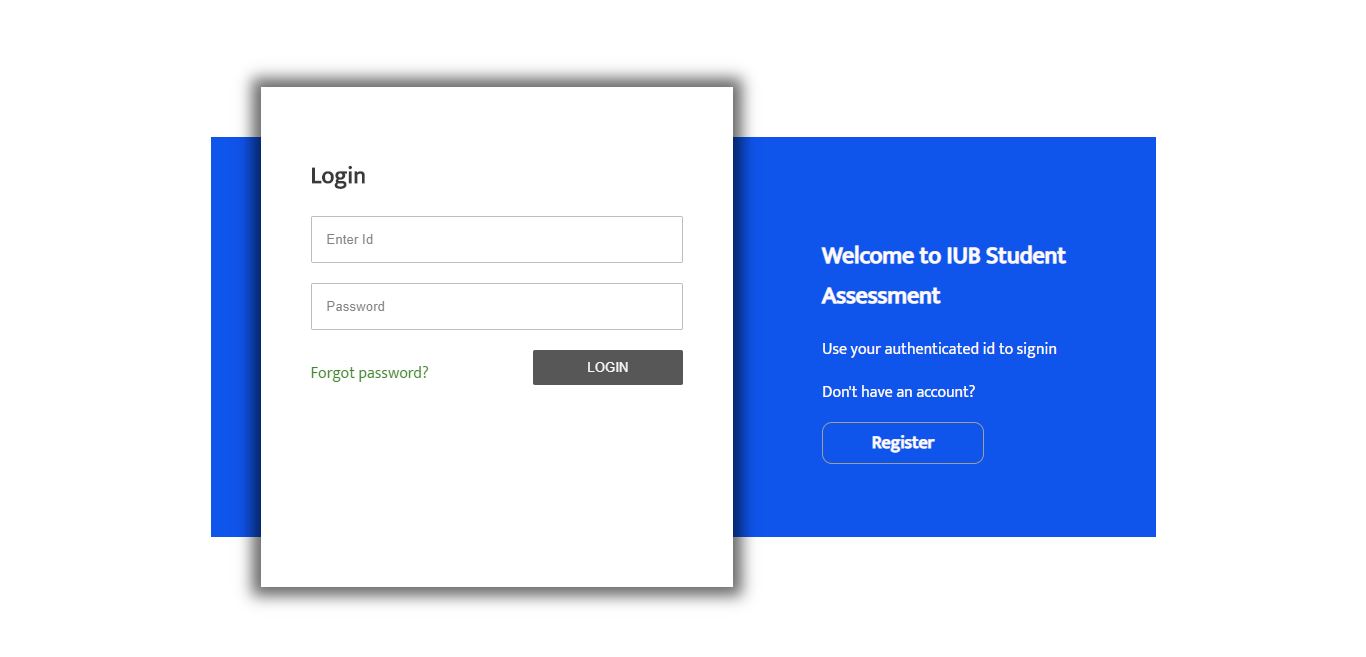 Login
Enter Id
Password
Forgot password?
LOGIN
Welcome to IUB Student
Assessment
Use your authenticated id to signin
Don't have an account?
Register